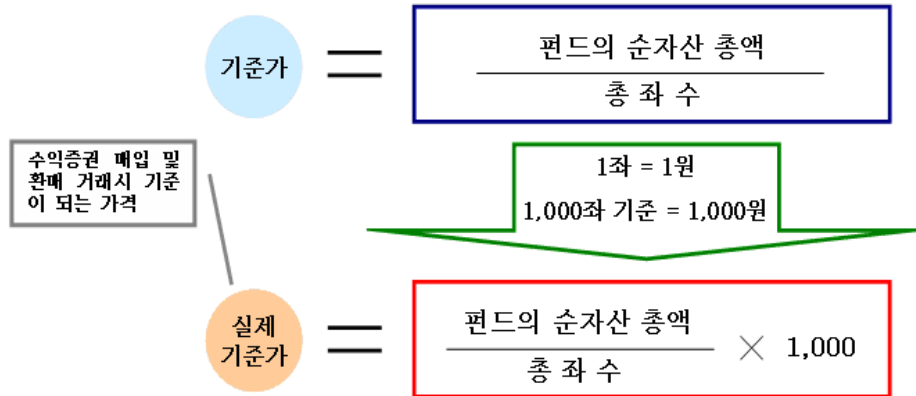 기준가
=
펀드의 순자산 총액
총 좌 수
수익증권 매입 및
환매 거래시 기준
이 되는 가격
1좌 = 1원
1,000좌 기준 = 1,000원
실제
기준가
=
펀드의 순자산 총액
총 좌 수
× 1,000